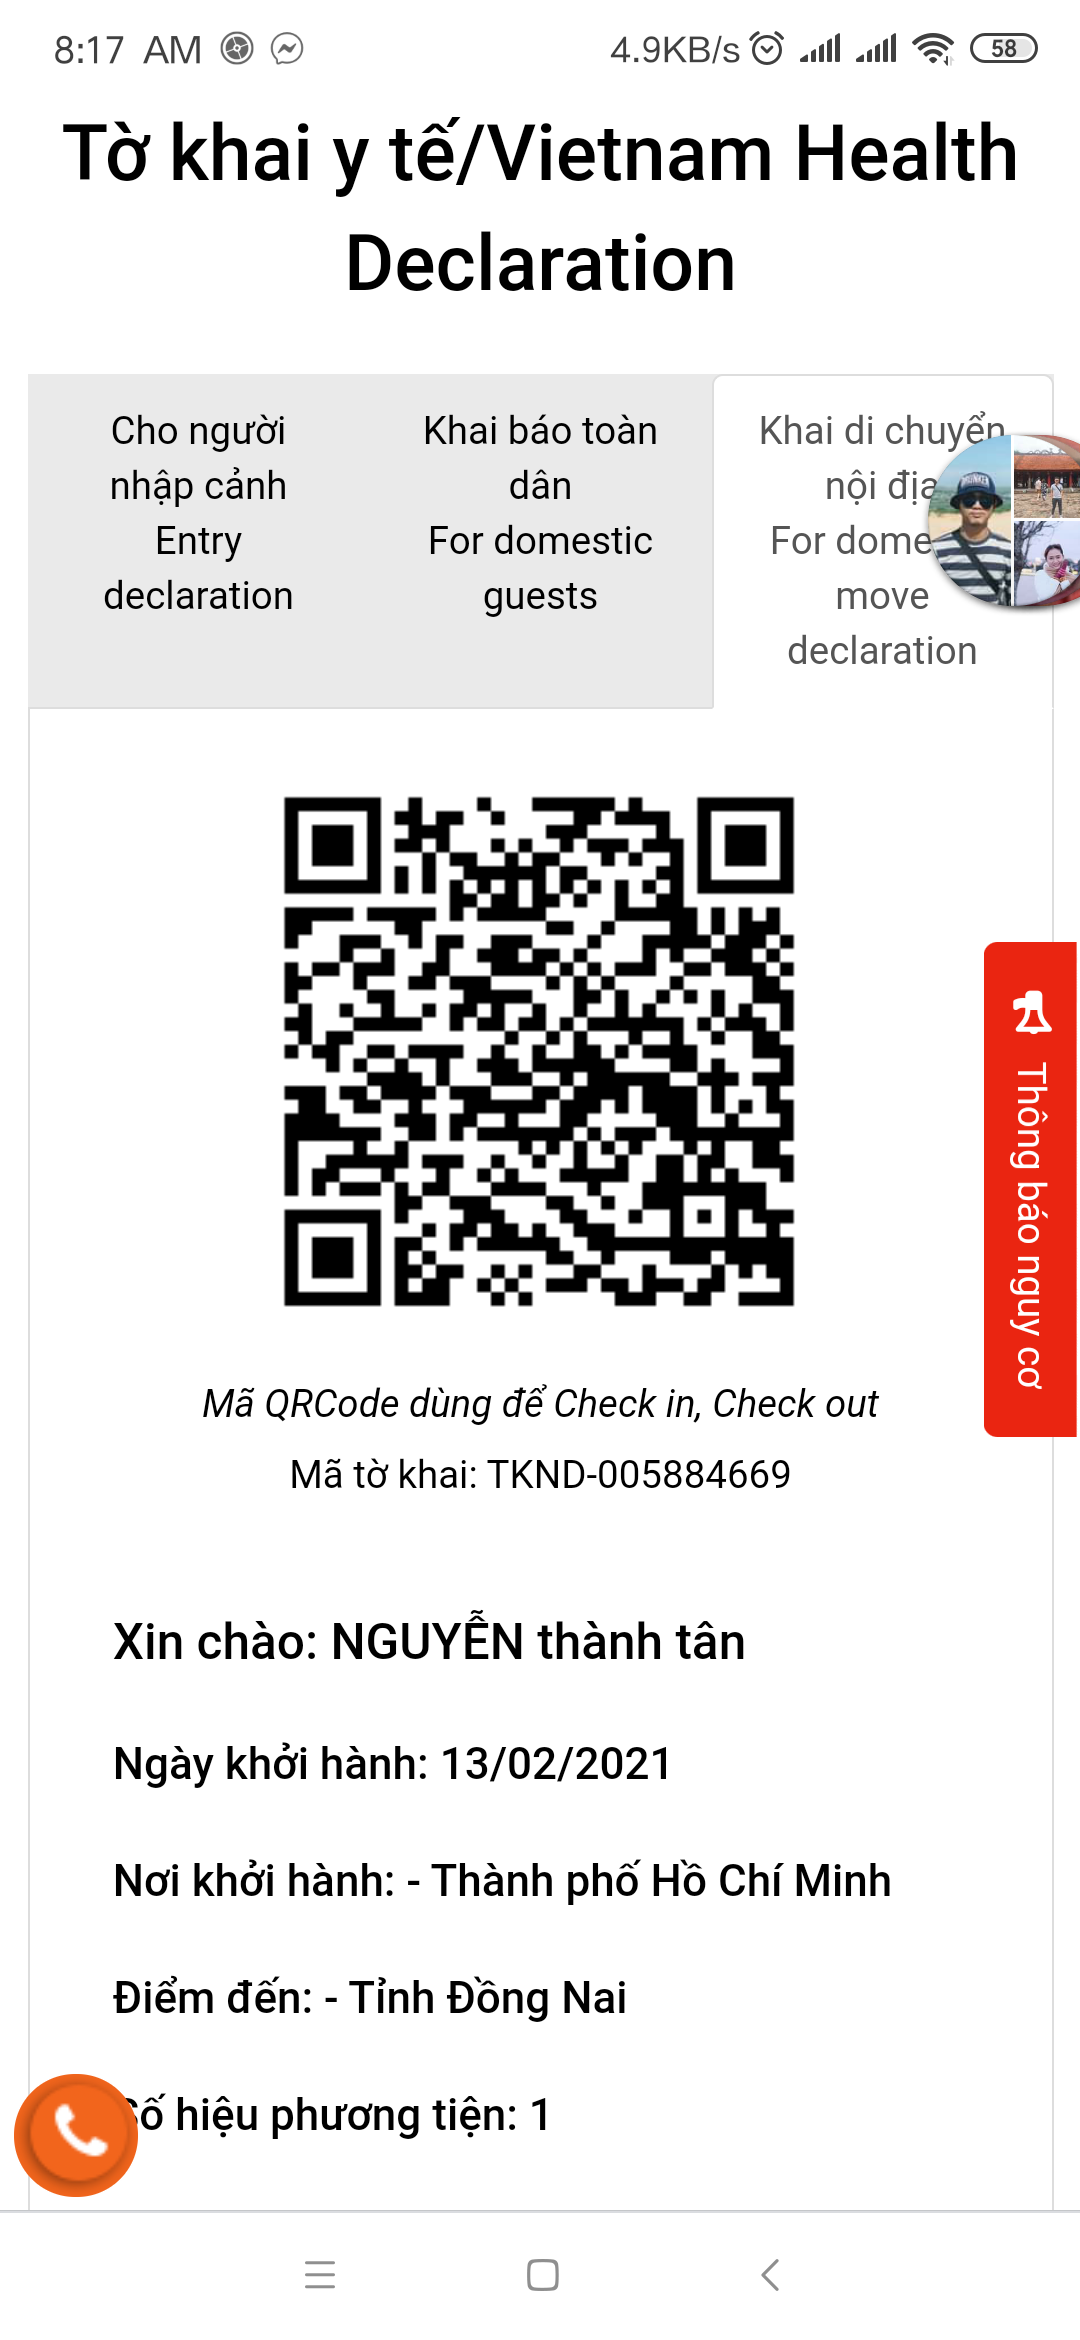 8:17 AM
4.9KB/s
58
Tờ khai y tế/Vietnam Health
Declaration
Cho người
nhập cảnh
Entry
declaration
Khai báo toàn
dân
For domestic
guests
Khai di chuyển
nội địa
For dome
move
declaration
Thông báo nguy cơ
Mã QRCode dùng để Check in, Check out
Mã tờ khai: TKND-005884669
Xin chào: NGUYỄN thành tân
Ngày khởi hành: 13/02/2021
Nơi khởi hành: - Thành phố Hồ Chí Minh
Điểm đến: - Tỉnh Đồng Nai
Số hiệu phương tiện: 1